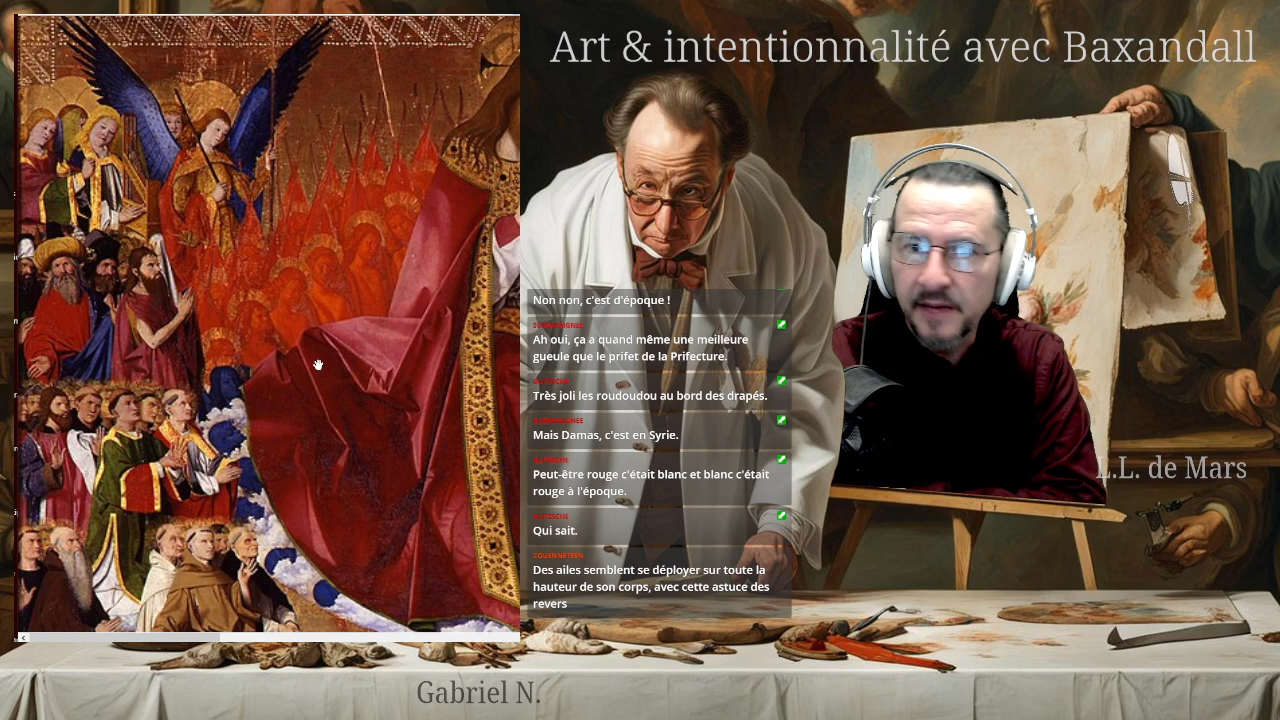 Art & intentionnalité avec Baxandall
Non non, c'est d'époque !
Ah oui, ça a quand même une meilleure
gueule que le prifet de la Prifecture.
Très joli les roudoudou au bord des drapés.
Mais Damas, c'est en Syrie.
Peut-être rouge c'était blanc et blanc c'était
rouge à l'époque.
Qui sait.
COUENNETEEN
Des ailes semblent se déployer sur toute la
hauteur de son corps, avec cette astuce des
revers
L.L. de Mars
Gabriel N.